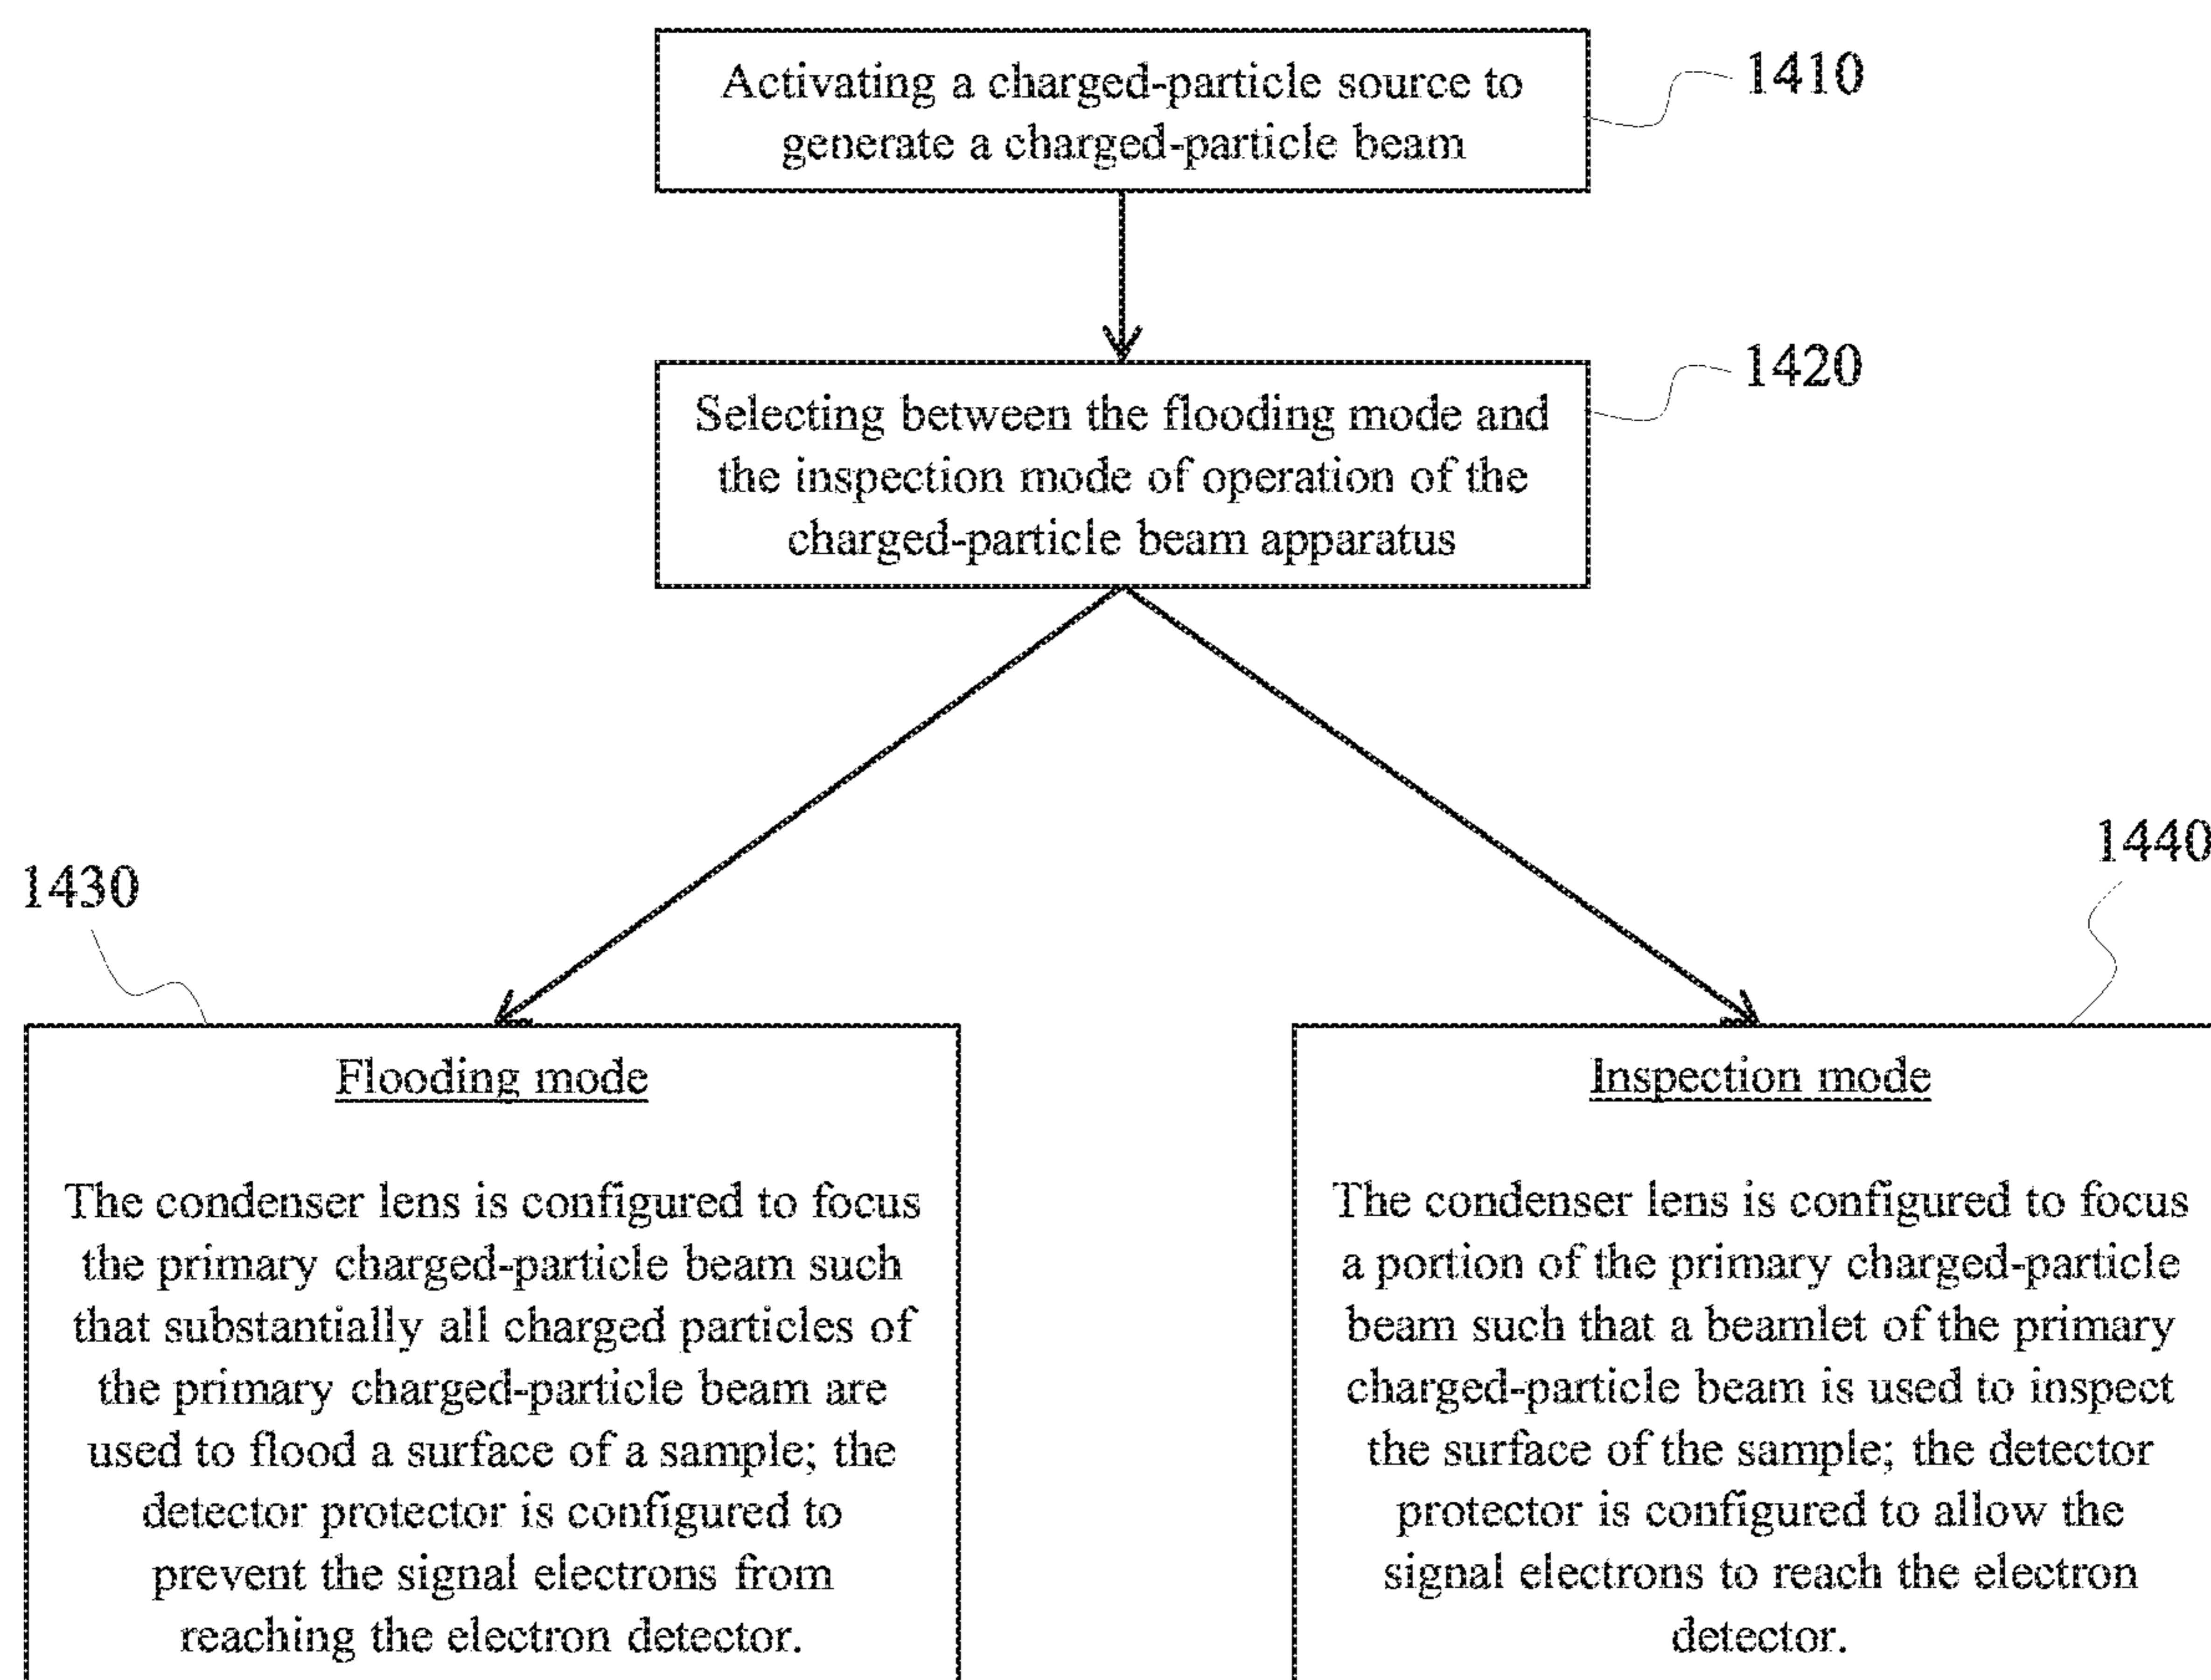 Activating a charged-particle source to
generate a charged-particle beam
1410
Selecting between the flooding mode and
the inspection mode of operation of the
charged-particle beam apparatus
1420
1430
Flooding mode
The condenser lens is configured to focus
the primary charged-particle beam such
that substantially all charged particles of
the primary charged-particle beam are
used to flood a surface of a sample; the
detector protector is configured to
prevent the signal electrons from
reaching the electron detector.
1440
Inspection mode
The condenser lens is configured to focus
a portion of the primary charged-particle
beam such that a beamlet of the primary
charged-particle beam is used to inspect
the surface of the sample; the detector
protector is configured to allow the
signal electrons to reach the electron
detector.